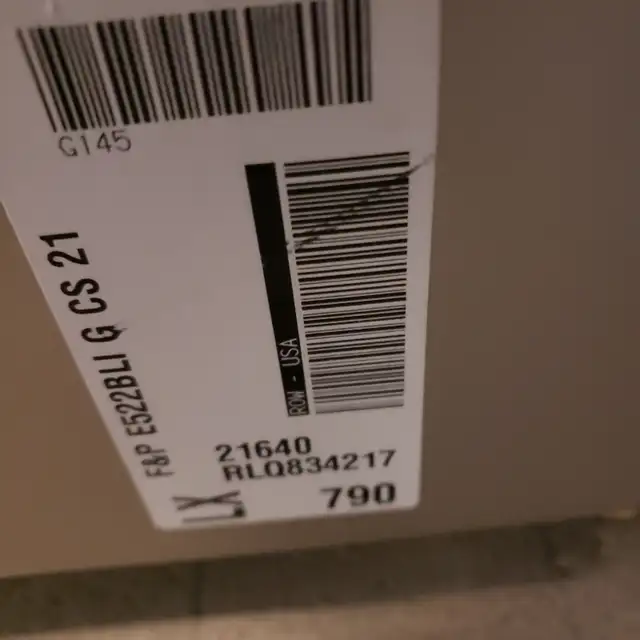 G145
F&P E522BLI G CS 21
ROW - USA
21640
RLQ834217
LX
790